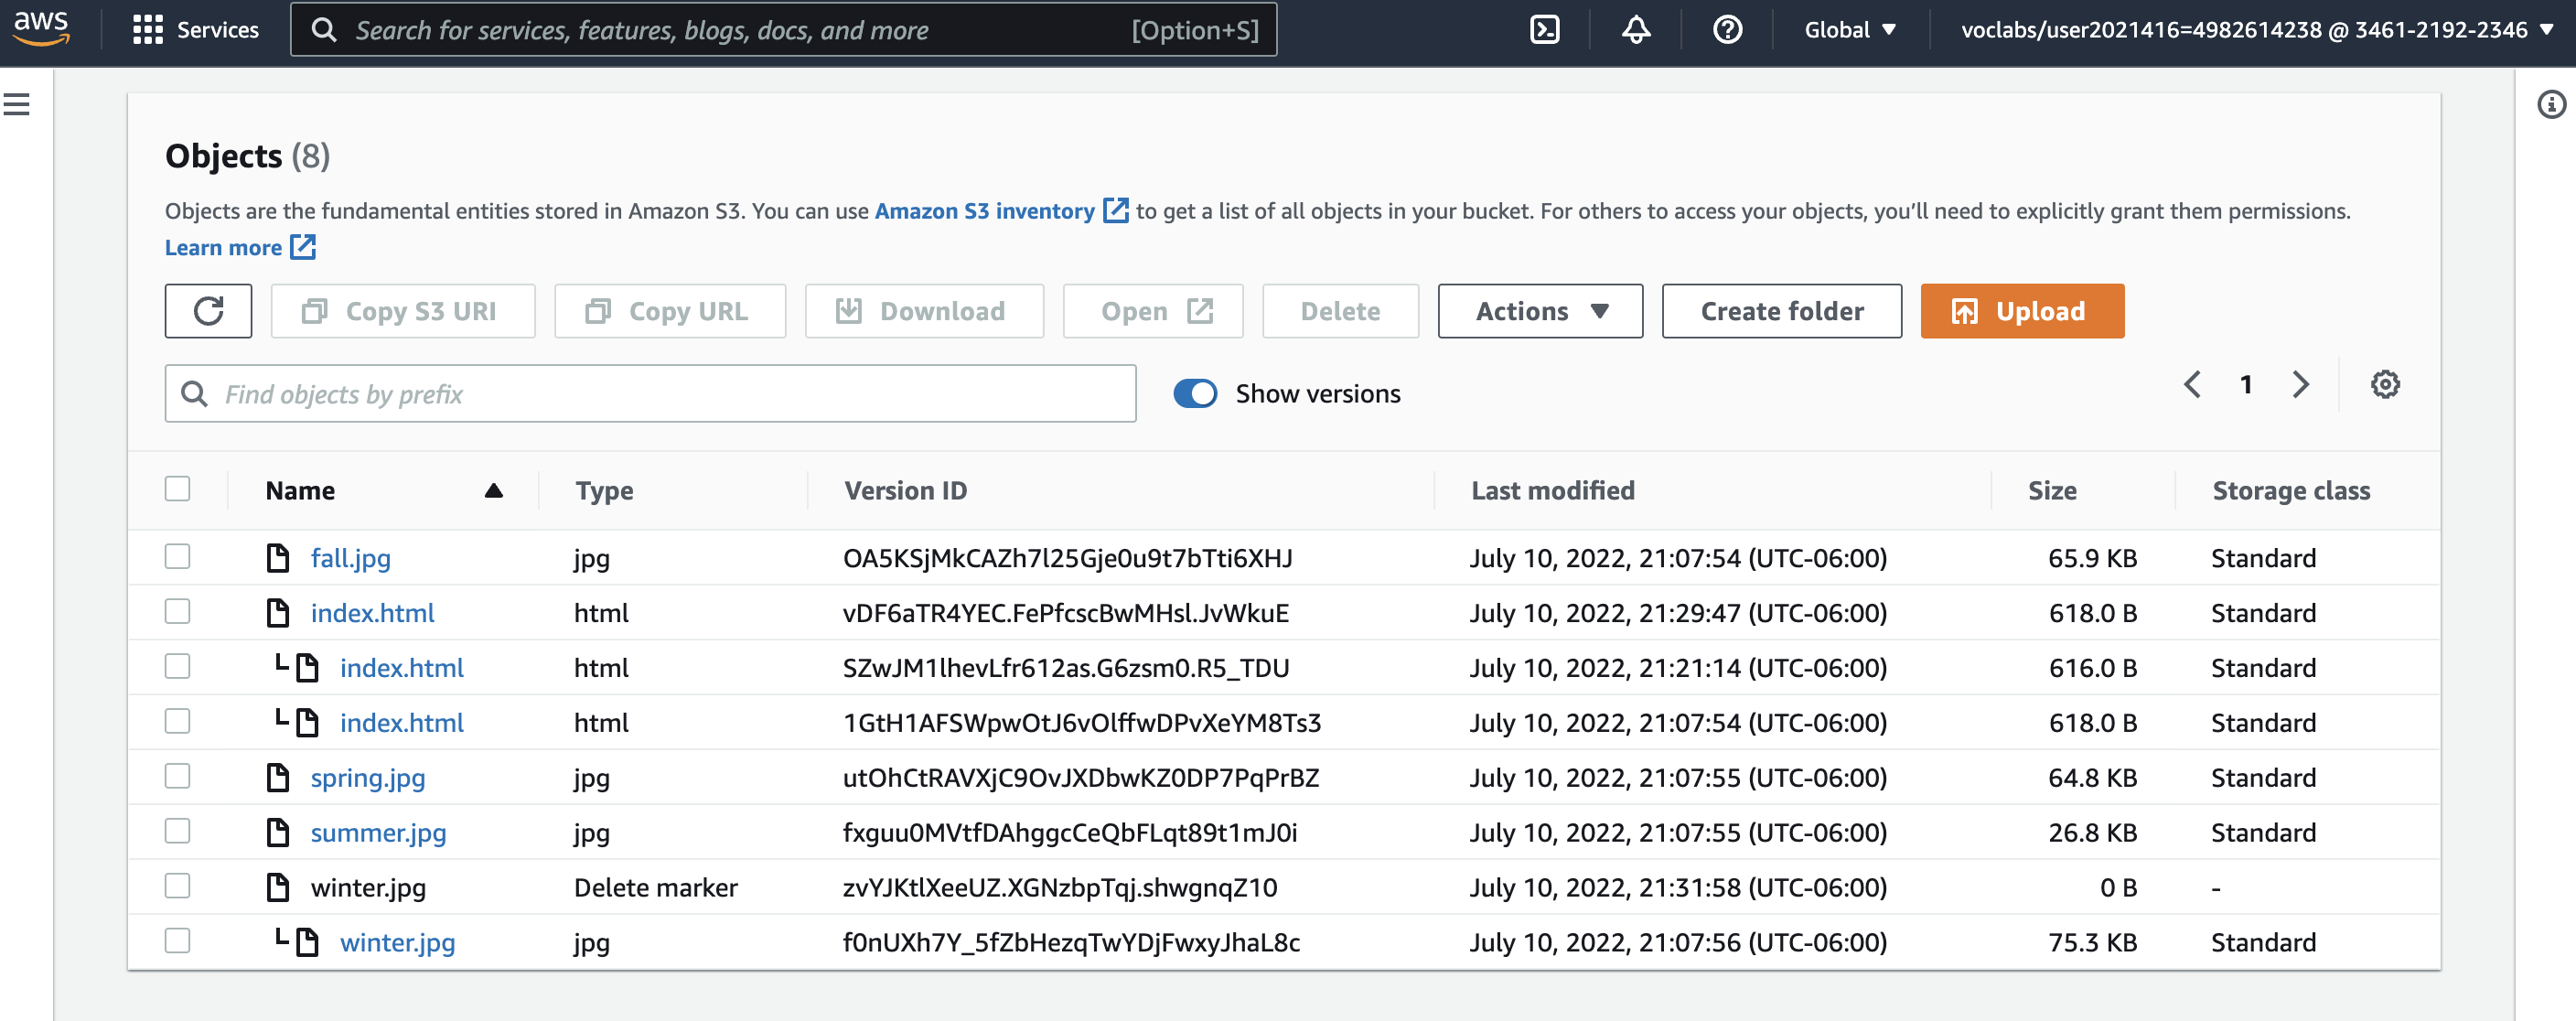 aws Services Search for services, features, blogs, docs, and more [Option+S] Global voclabs/user2021416=4982614238 @ 3461-2192-2346
Objects (8)
Objects are the fundamental entities stored in Amazon S3. You can use Amazon S3 inventory to get a list of all objects in your bucket. For others to access your objects, you’ll need to explicitly grant them permissions.
Learn more
Copy S3 URI Copy URL Download Open Delete Actions Create folder Upload
Find objects by prefix Show versions 1
Name Type Version ID Last modified Size Storage class
fall.jpg jpg OA5KSjMkCAZh7l25Gje0u9t7bTti6XHJ July 10, 2022, 21:07:54 (UTC-06:00) 65.9 KB Standard
index.html html vDF6aTR4YEC.FePfcscBwMHsl.JvWkuE July 10, 2022, 21:29:47 (UTC-06:00) 618.0 B Standard
index.html html SZwJM1lhevLfr612as.G6zsm0.R5_TDU July 10, 2022, 21:21:14 (UTC-06:00) 616.0 B Standard
index.html html 1GtH1AFSWpwOtJ6vOlffwDPvXeYM8Ts3 July 10, 2022, 21:07:54 (UTC-06:00) 618.0 B Standard
spring.jpg jpg utOhCtRAVXjC9OvJXDbwKZ0DP7PqPrBZ July 10, 2022, 21:07:55 (UTC-06:00) 64.8 KB Standard
summer.jpg jpg fxguu0MVtfDAhggcCeQbFLqt89t1mJ0i July 10, 2022, 21:07:55 (UTC-06:00) 26.8 KB Standard
winter.jpg Delete marker zvYJKtlXeeUZ.XGNzbpTqj.shwgnqZ10 July 10, 2022, 21:31:58 (UTC-06:00) 0 B -
winter.jpg jpg f0nUXh7Y_5fZbHezqTwYDjFwxyJhaL8c July 10, 2022, 21:07:56 (UTC-06:00) 75.3 KB Standard